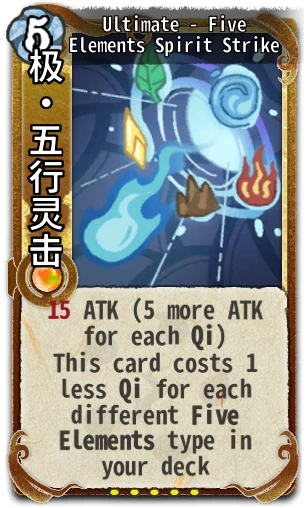 5
Ultimate - Five
Elements Spirit Strike
极・五行灵击
15 ATK (5 more ATK
for each Qi)
This card costs 1
less Qi for each
different Five
Elements type in
your deck